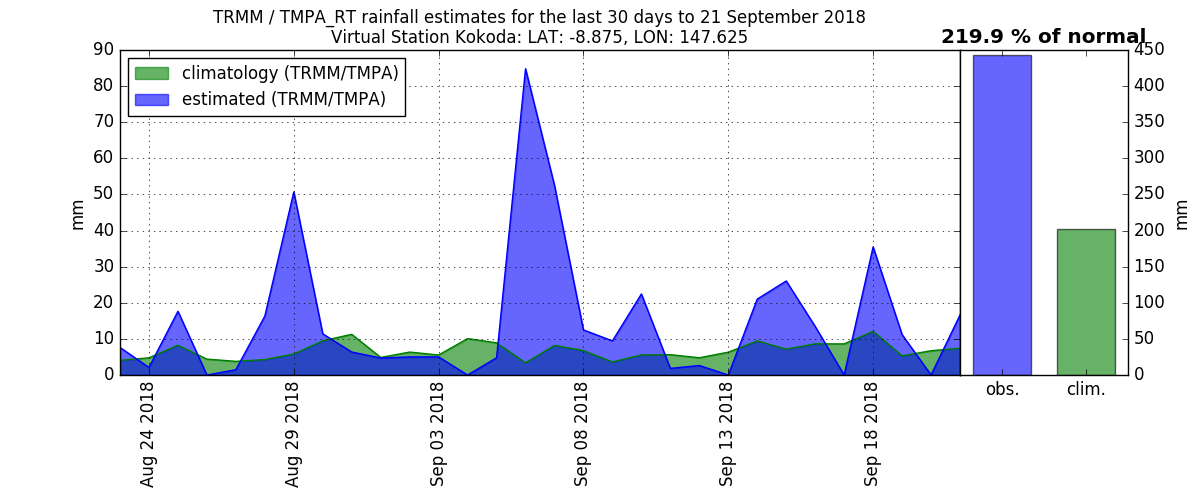 TRMM / TMPA_RT rainfall estimates for the last 30 days to 21 September 2018
Virtual Station Kokoda: LAT: -8.875, LON: 147.625
219.9 % of normal
climatology (TRMM/TMPA)
estimated (TRMM/TMPA)
90
80
70
60
50
40
30
20
10
0
mm
Aug 24 2018
Aug 29 2018
Sep 03 2018
Sep 08 2018
Sep 13 2018
Sep 18 2018
450
400
350
300
250
200
150
100
50
0
mm
obs.
clim.